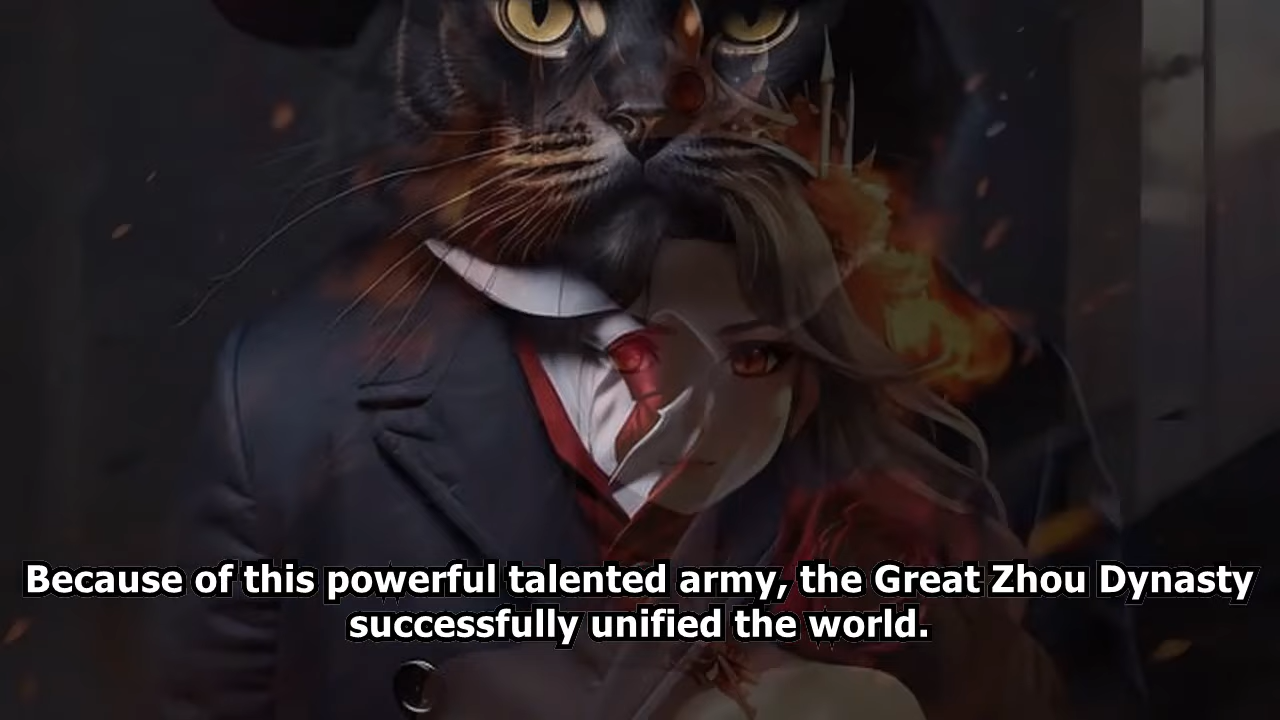 Because of this powerful talented army, the Great Zhou Dynasty
successfully unified the world.